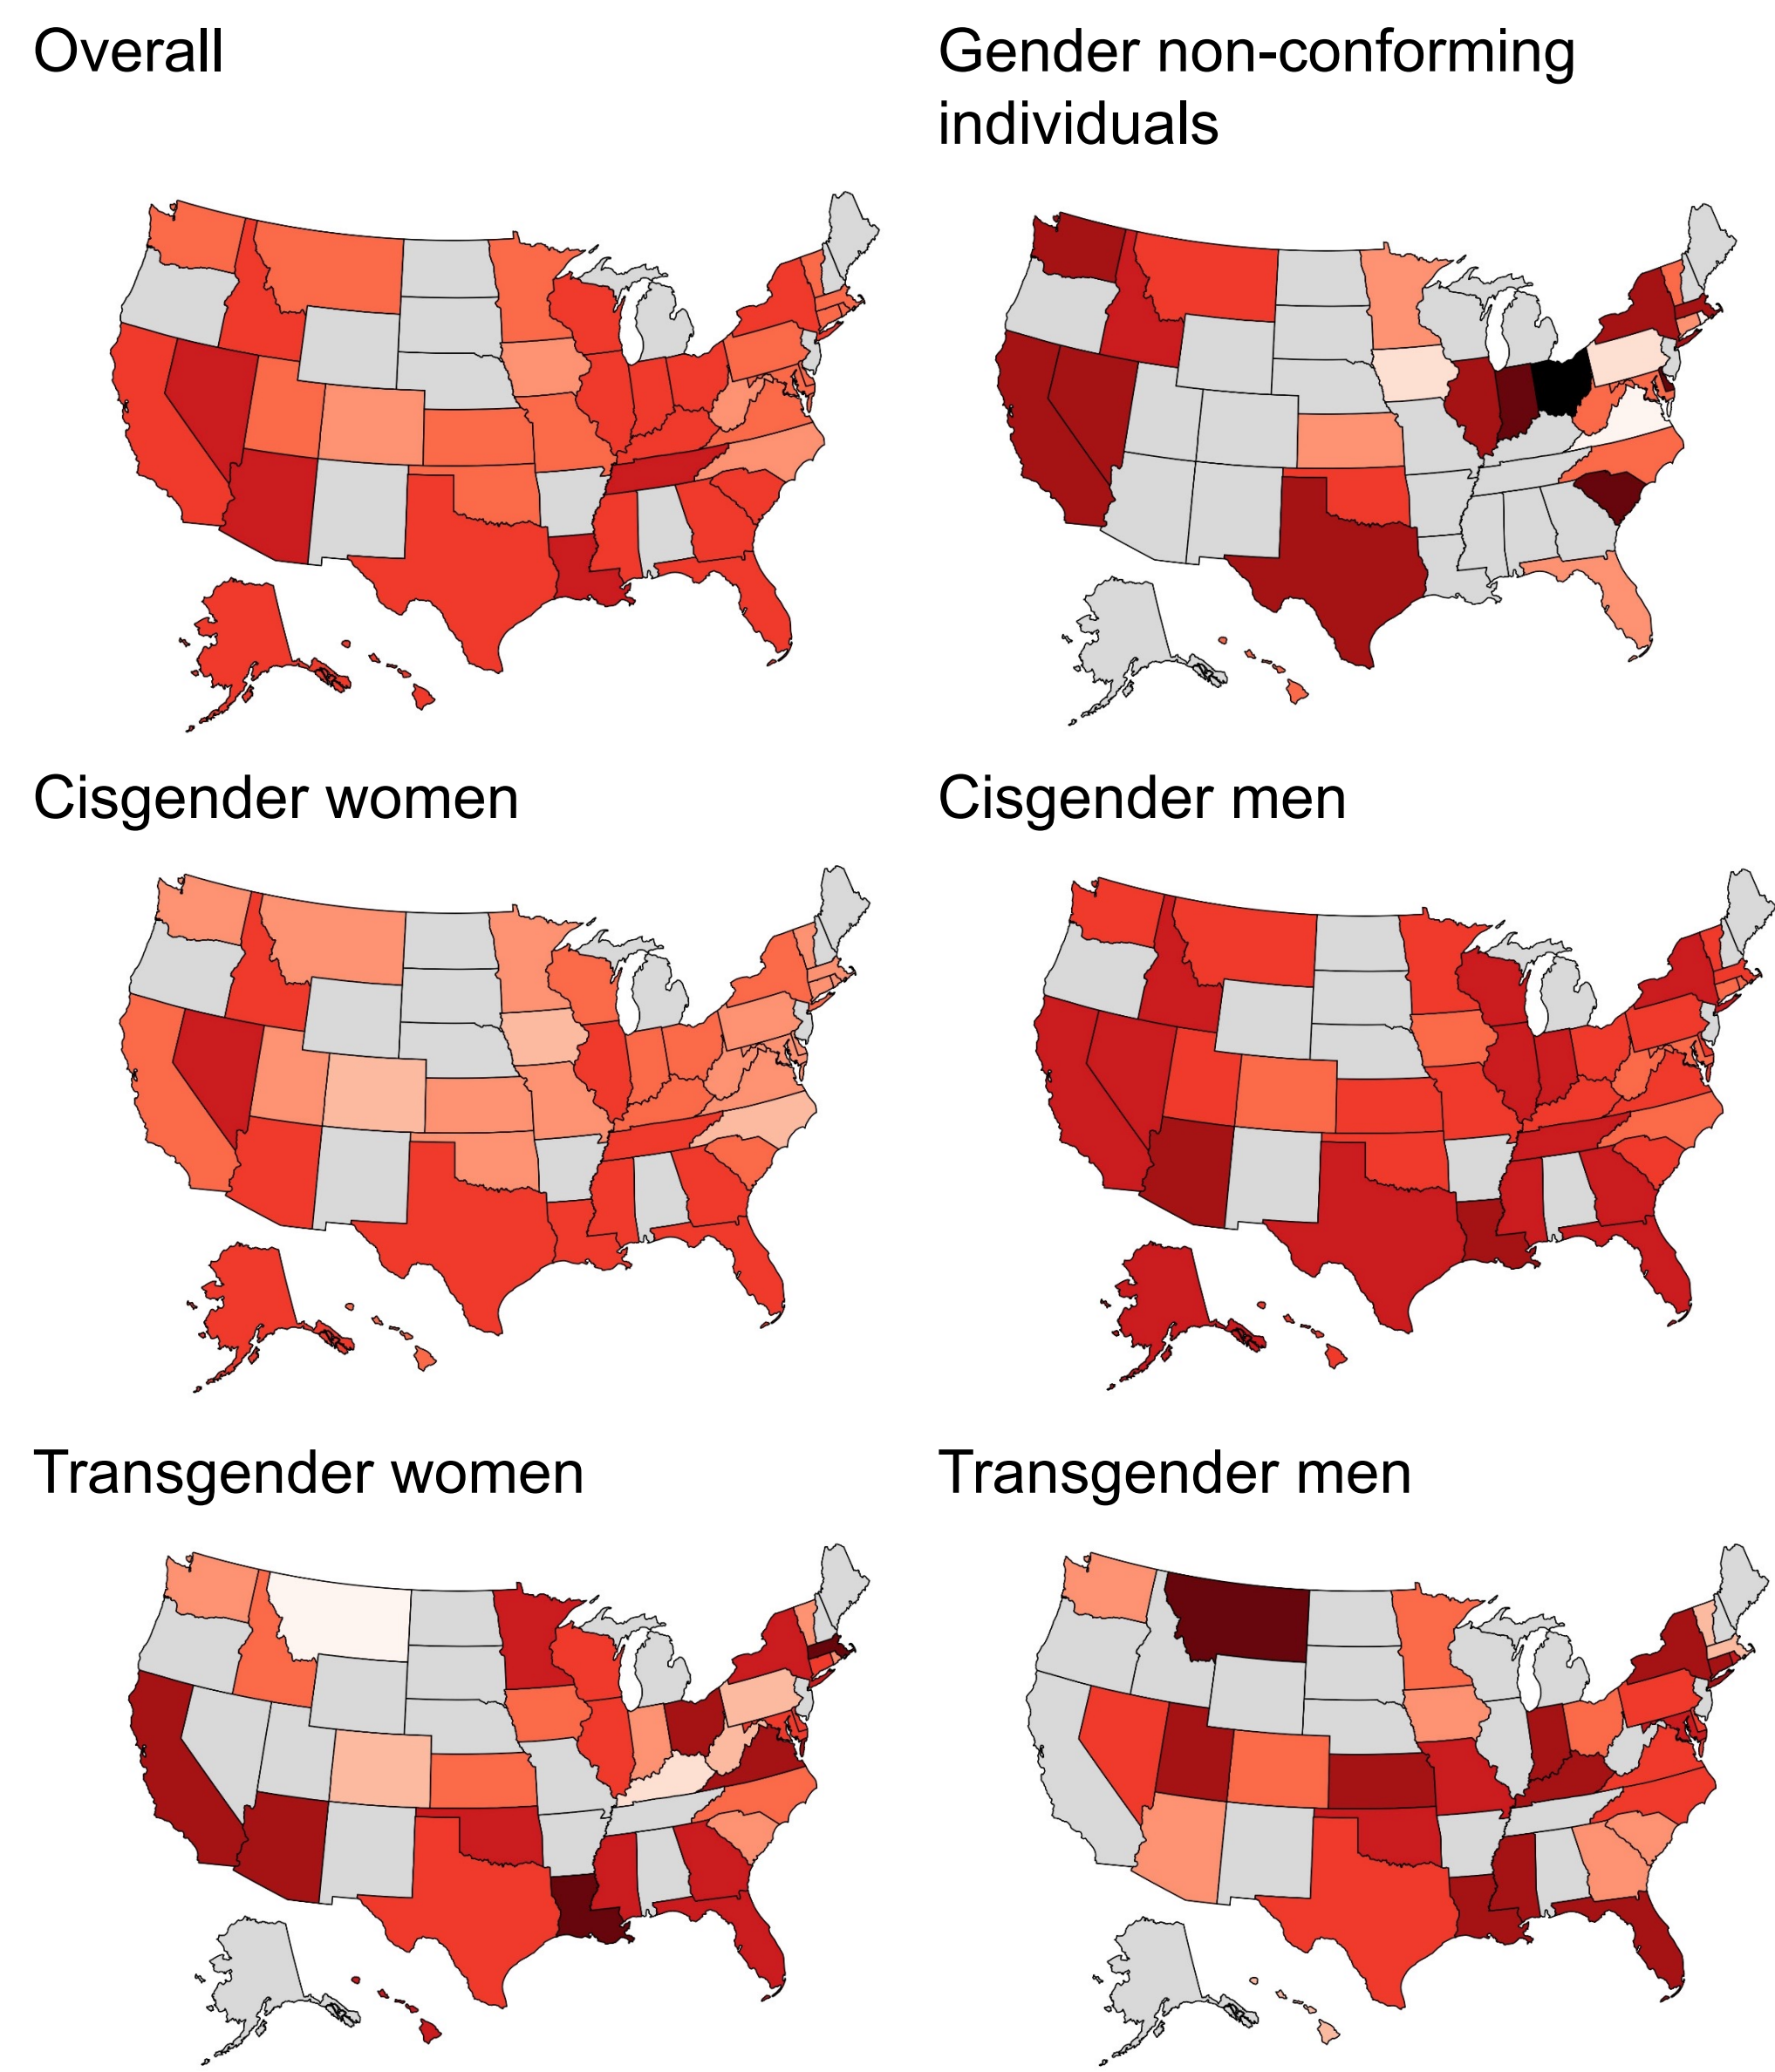 Overall
Gender non-conforming
individuals
Cisgender women
Cisgender men
Transgender women
Transgender men